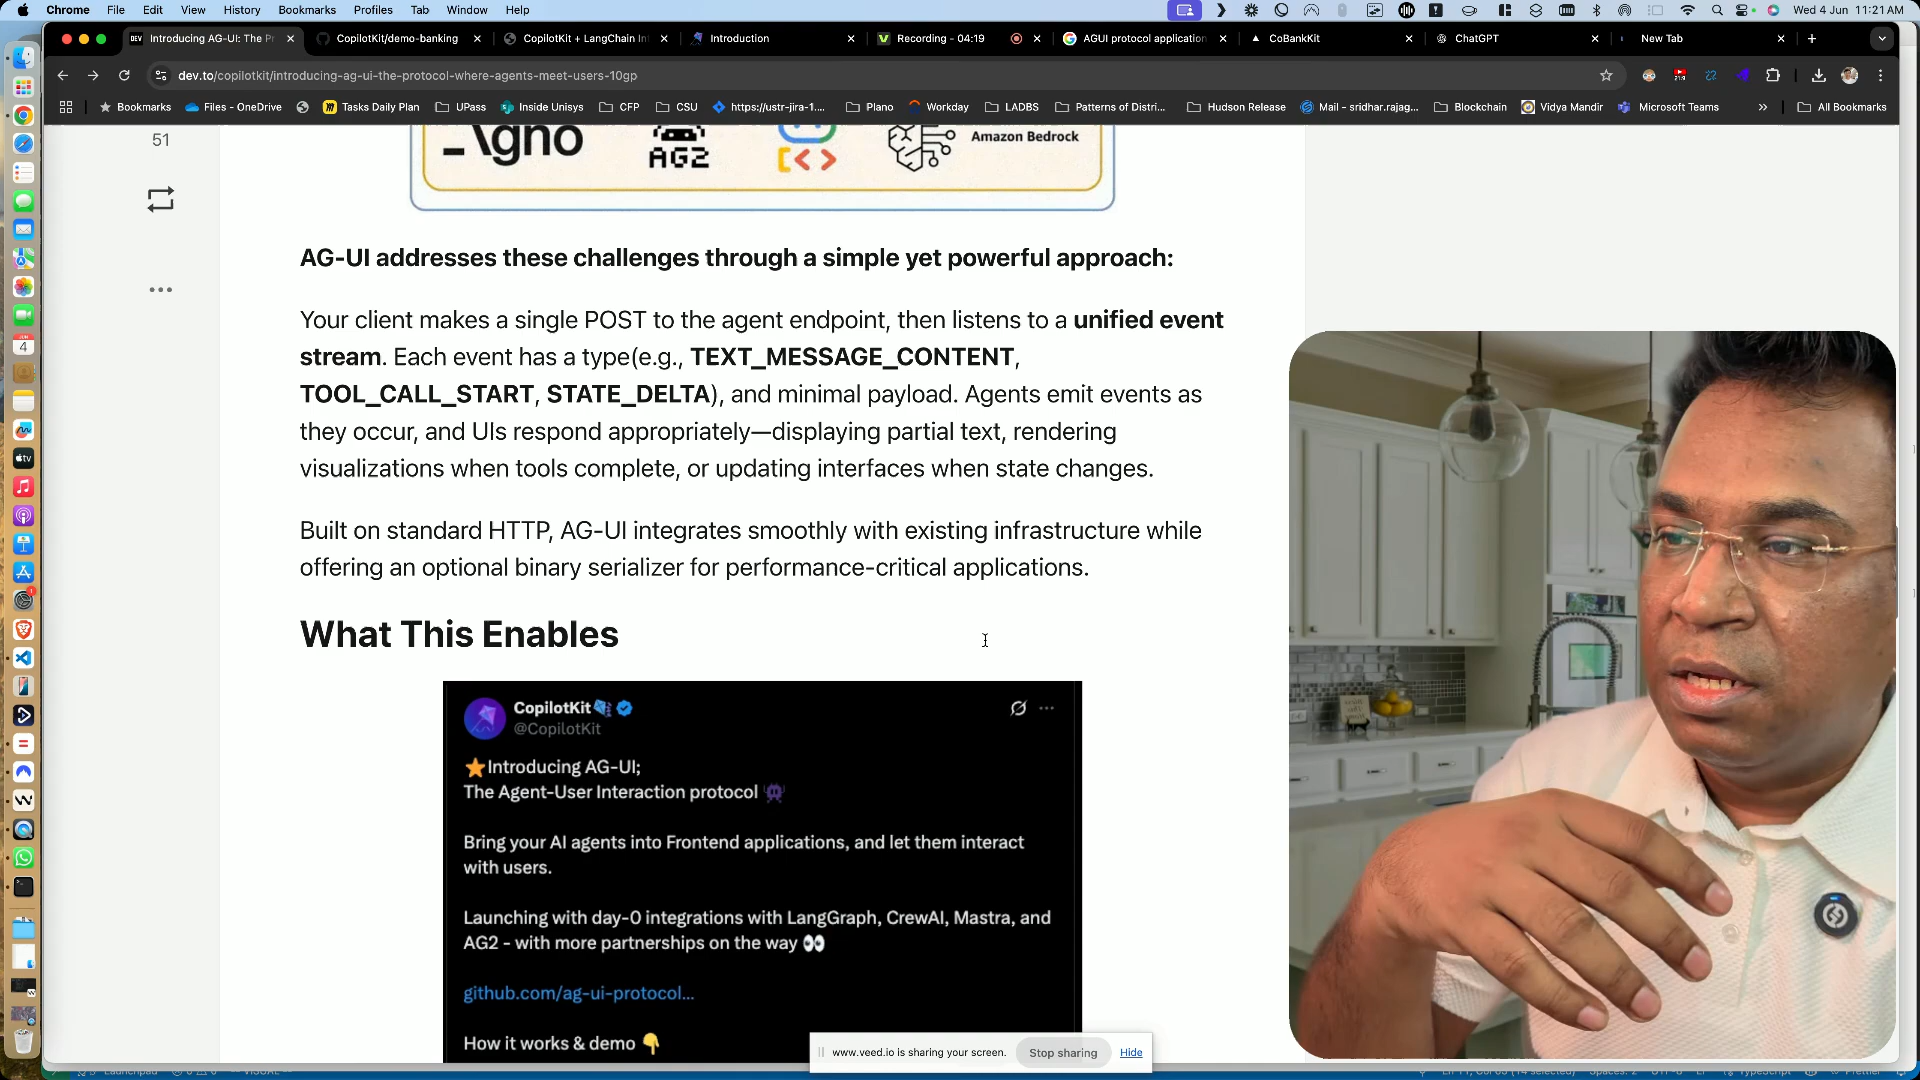 Chrome File Edit View History Bookmarks Profiles Tab Window Help
Wed 4 Jun 11:21 AM
Introducing AG-UI: The Pr
CopilotKit/demo-banking
CopilotKit + LangChain In
Introduction
Recording - 04:19
AGUI protocol application
CoBankKit
ChatGPT
New Tab
dev.to/copilotkit/introducing-ag-ui-the-protocol-where-agents-meet-users-10gp
Bookmarks
Files - OneDrive
Tasks Daily Plan
UPass
Inside Unisys
CFP
CSU
https://ustr-jira-1....
Plano
Workday
LADBS
Patterns of Distri...
Hudson Release
Mail - sridhar.rajag...
Blockchain
Vidya Mandir
Microsoft Teams
All Bookmarks
51
AG2
Amazon Bedrock
AG-UI addresses these challenges through a simple yet powerful approach:
Your client makes a single POST to the agent endpoint, then listens to a unified event
stream. Each event has a type(e.g., TEXT_MESSAGE_CONTENT,
TOOL_CALL_START, STATE_DELTA), and minimal payload. Agents emit events as
they occur, and UIs respond appropriately—displaying partial text, rendering
visualizations when tools complete, or updating interfaces when state changes.
Built on standard HTTP, AG-UI integrates smoothly with existing infrastructure while
offering an optional binary serializer for performance-critical applications.
What This Enables
CopilotKit
@CopilotKit
Introducing AG-UI;
The Agent-User Interaction protocol
Bring your AI agents into Frontend applications, and let them interact
with users.
Launching with day-0 integrations with LangGraph, CrewAI, Mastra, and
AG2 - with more partnerships on the way
github.com/ag-ui-protocol...
How it works & demo
www.veed.io is sharing your screen.
Stop sharing
Hide